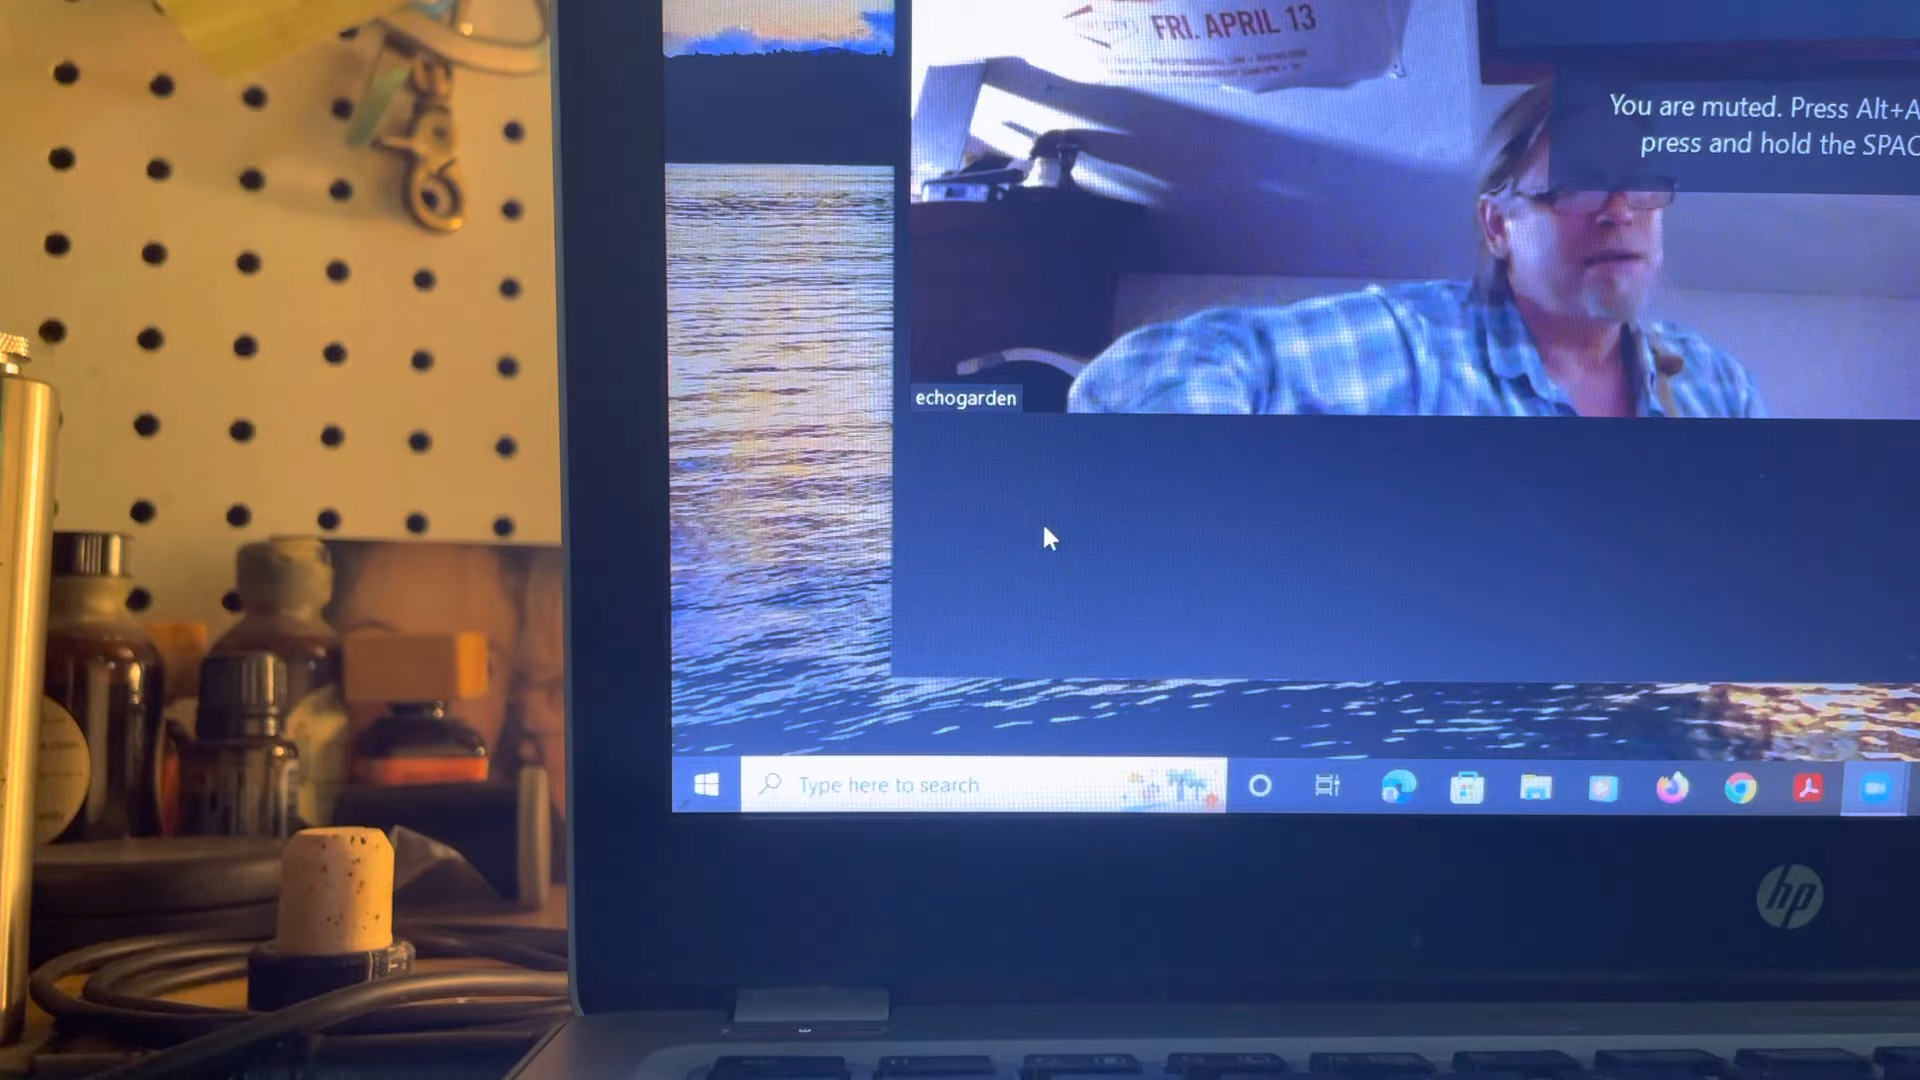 FRI. APRIL 13
You are muted. Press Alt+A
press and hold the SPAC
echogarden
Type here to search
hp